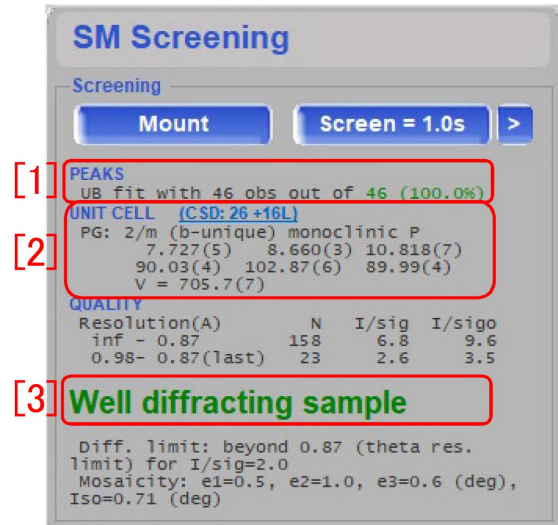 SM Screening
Screening
Mount
Screen = 1.0s
>
[1]
PEAKS
UB fit with 46 obs out of 46 (100.0%)
[2]
UNIT CELL (CSD: 26 +16L)
PG: 2/m (b-unique) monoclinic P
7.727(5) 8.660(3) 10.818(7)
90.03(4) 102.87(6) 89.99(4)
V = 705.7(7)
QUALITY
Resolution(A) N I/sig I/sigo
inf - 0.87 158 6.8 9.6
0.98- 0.87(last) 23 2.6 3.5
[3]
Well diffracting sample
Diff. limit: beyond 0.87 (theta res.
limit) for I/sig=2.0
Mosaicity: e1=0.5, e2=1.0, e3=0.6 (deg),
Iso=0.71 (deg)